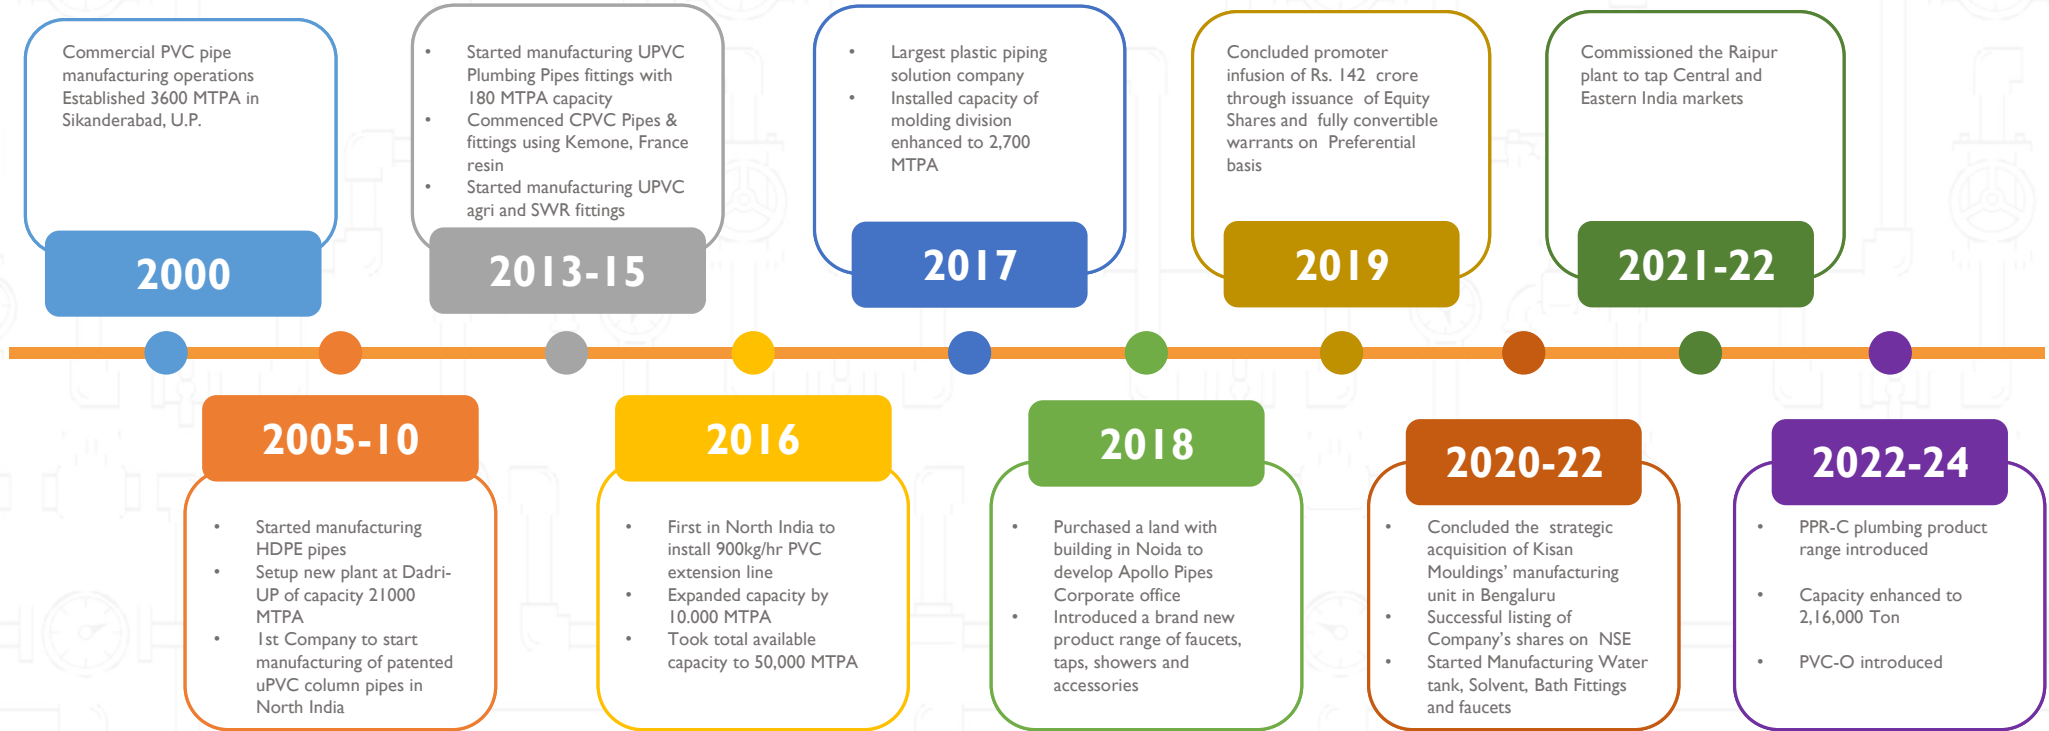 Commercial PVC pipe
manufacturing operations
Established 3600 MTPA in
Sikanderabad, U.P.
2000
• Started manufacturing UPVC
Plumbing Pipes fittings with
180 MTPA capacity
• Commenced CPVC Pipes &
fittings using Kemone, France
resin
• Started manufacturing UPVC
agri and SWR fittings
2013-15
• Largest plastic piping
solution company
• Installed capacity of
molding division
enhanced to 2,700
MTPA
2017
Concluded promoter
infusion of Rs. 142 crore
through issuance of Equity
Shares and fully convertible
warrants on Preferential
basis
2019
Commissioned the Raipur
plant to tap Central and
Eastern India markets
2021-22
2005-10
• Started manufacturing
HDPE pipes
• Setup new plant at Dadri-
UP of capacity 21000
MTPA
• 1st Company to start
manufacturing of patented
uPVC column pipes in
North India
2016
• First in North India to
install 900kg/hr PVC
extension line
• Expanded capacity by
10.000 MTPA
• Took total available
capacity to 50,000 MTPA
2018
• Purchased a land with
building in Noida to
develop Apollo Pipes
Corporate office
• Introduced a brand new
product range of faucets,
taps, showers and
accessories
2020-22
• Concluded the strategic
acquisition of Kisan
Mouldings’ manufacturing
unit in Bengaluru
• Successful listing of
Company’s shares on NSE
• Started Manufacturing Water
tank, Solvent, Bath Fittings
and faucets
2022-24
• PPR-C plumbing product
range introduced
• Capacity enhanced to
2,16,000 Ton
• PVC-O introduced